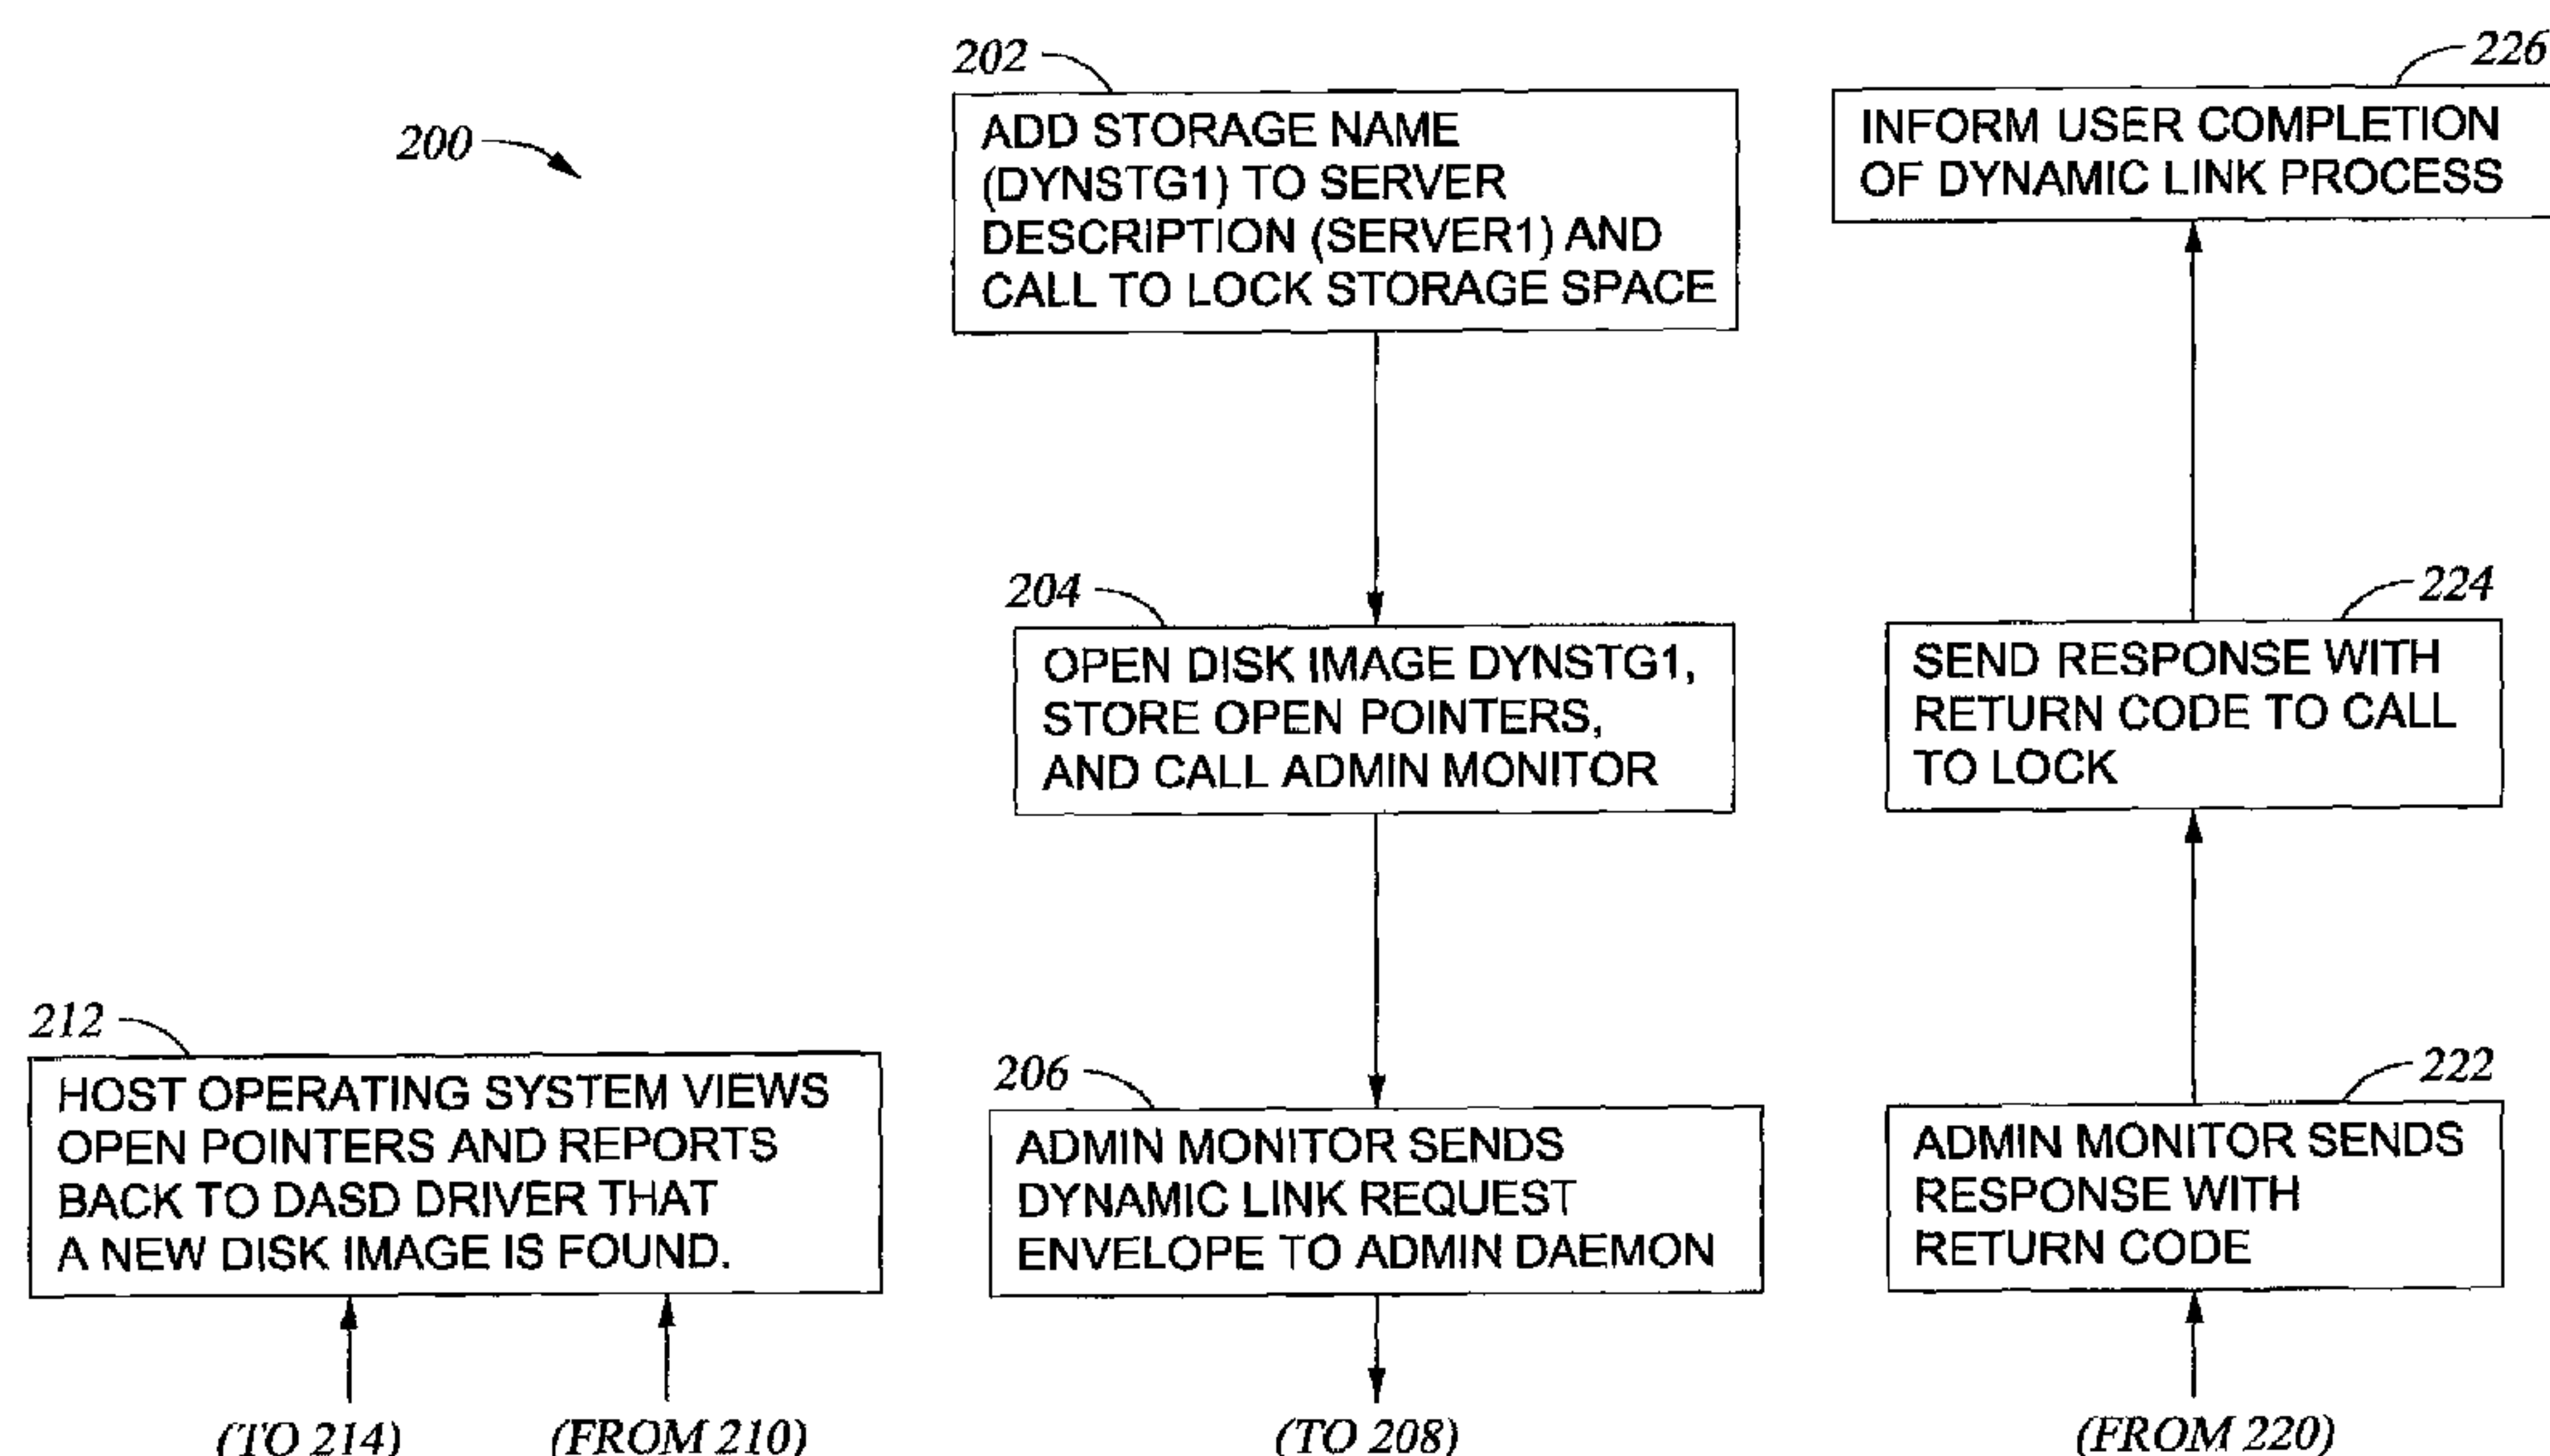 200
202
ADD STORAGE NAME
(DYNSTG1) TO SERVER
DESCRIPTION (SERVER1) AND
CALL TO LOCK STORAGE SPACE
226
INFORM USER COMPLETION
OF DYNAMIC LINK PROCESS
204
OPEN DISK IMAGE DYNSTG1,
STORE OPEN POINTERS,
AND CALL ADMIN MONITOR
224
SEND RESPONSE WITH
RETURN CODE TO CALL
TO LOCK
212
HOST OPERATING SYSTEM VIEWS
OPEN POINTERS AND REPORTS
BACK TO DASD DRIVER THAT
A NEW DISK IMAGE IS FOUND.
206
ADMIN MONITOR SENDS
DYNAMIC LINK REQUEST
ENVELOPE TO ADMIN DAEMON
222
ADMIN MONITOR SENDS
RESPONSE WITH
RETURN CODE
(TO 214)
(FROM 210)
(TO 208)
(FROM 220)